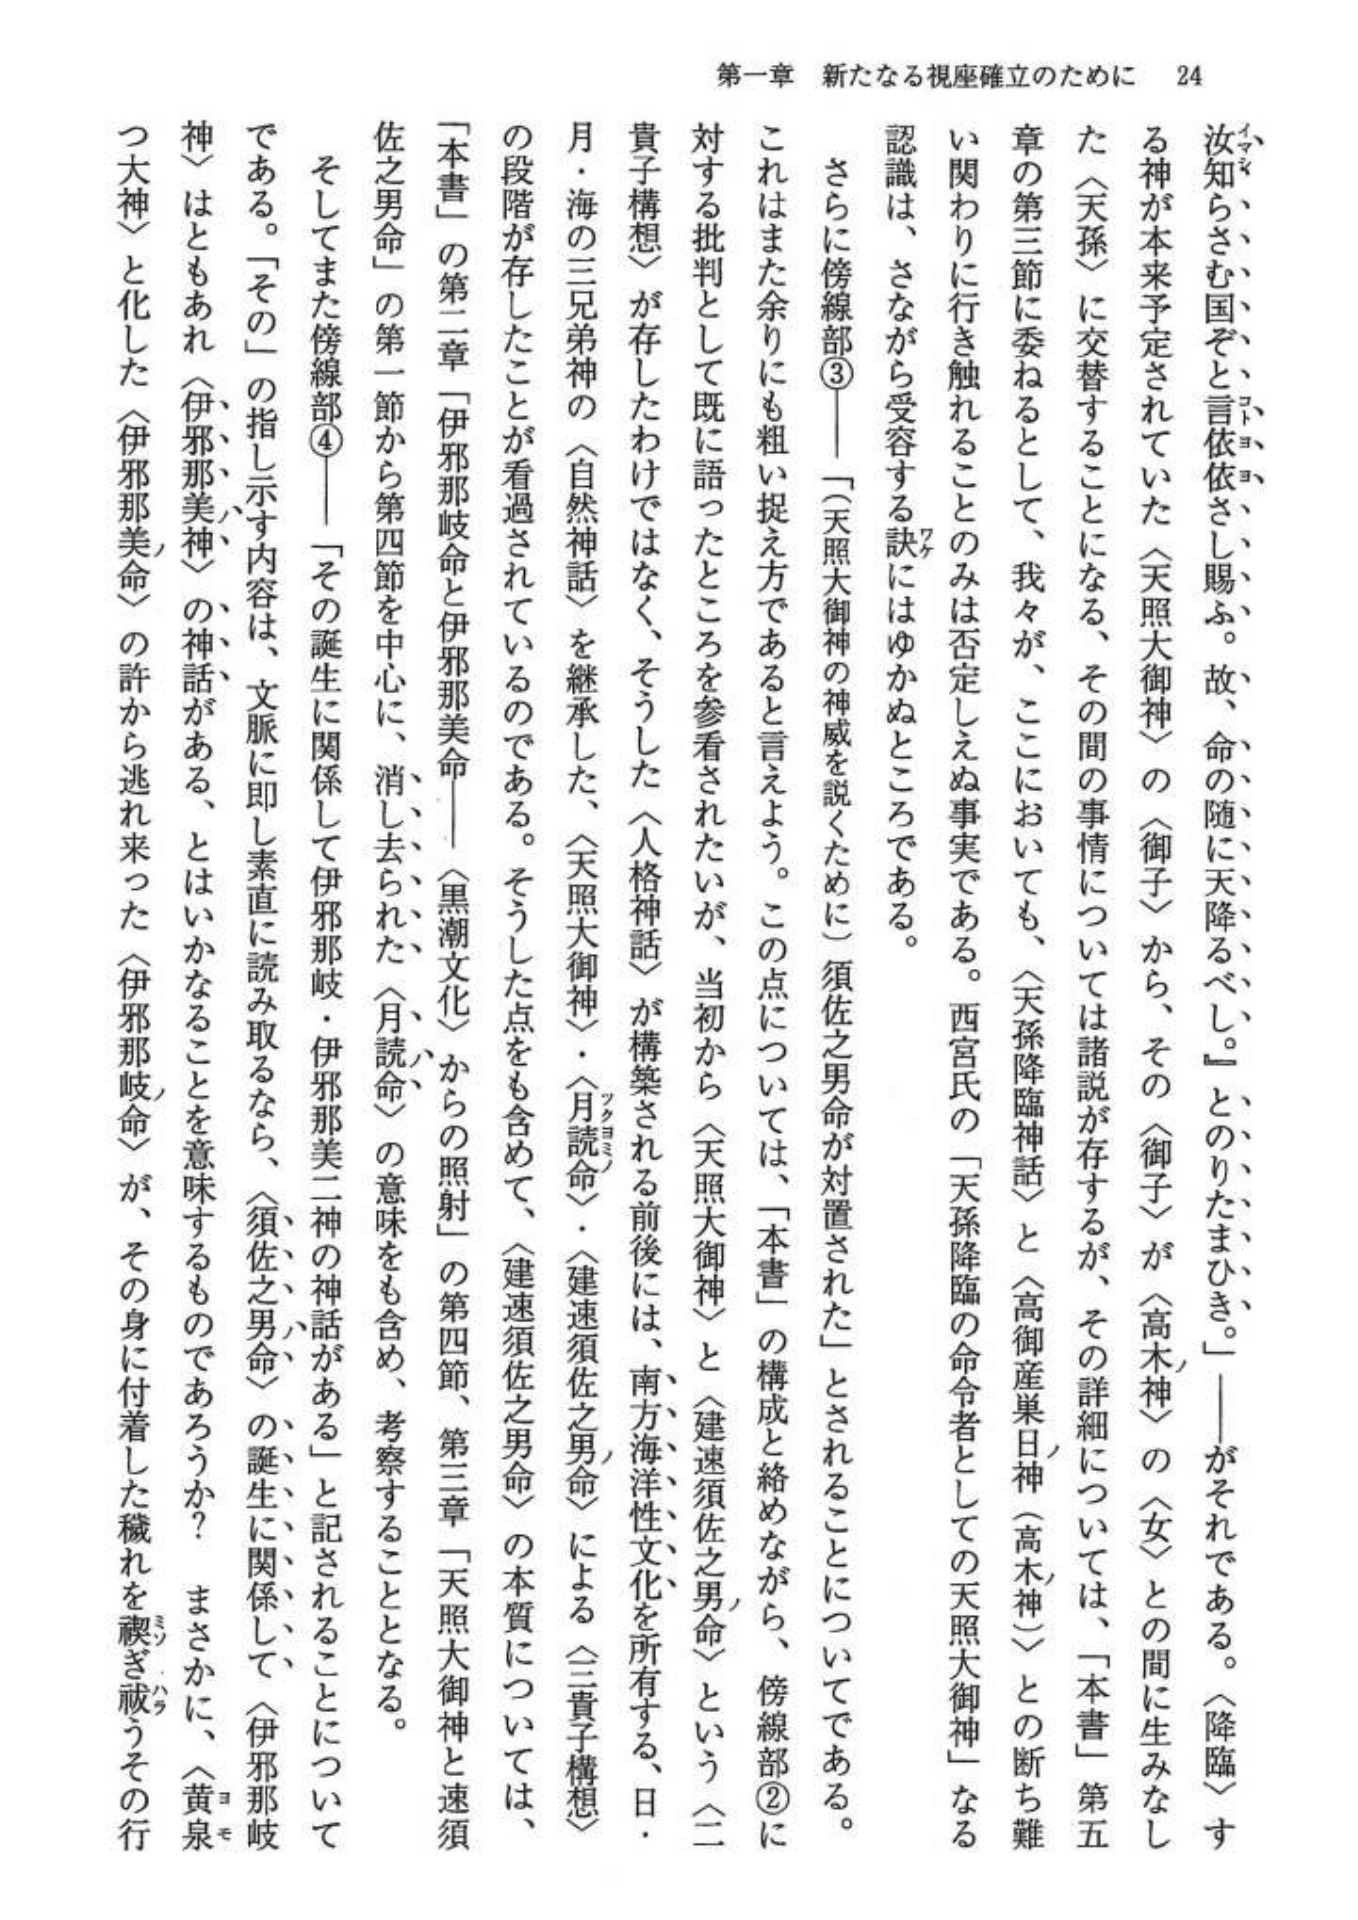 第一章　新たなる視座確立のために　24
汝知らさむ国ぞと言依依さし賜ふ。故、命の随に天降るべし。』とのりたまひき。」――がそれである。〈降臨〉す
る神が本来予定されていた〈天照大御神〉の〈御子〉から、その〈御子〉が〈高木神〉の〈女〉との間に生みなし
た〈天孫〉に交替することになる、その間の事情については諸説が存するが、その詳細については、「本書」第五
章の第三節に委ねるとして、我々が、ここにおいても、〈天孫降臨神話〉と〈高御産巣日神（高木神）〉との断ち難
い関わりに行き触れることのみは否定しえぬ事実である。西宮氏の「天孫降臨の命令者としての天照大御神」なる
認識は、さながら受容する訣にはゆかぬところである。
さらに傍線部③――「（天照大御神の神威を説くために）須佐之男命が対置された」とされることについてである。
これはまた余りにも粗い捉え方であると言えよう。この点については、「本書」の構成と絡めながら、傍線部②に
対する批判として既に語ったところを参看されたいが、当初から〈天照大御神〉と〈建速須佐之男命〉という〈二
貴子構想〉が存したわけではなく、そうした〈人格神話〉が構築される前後には、南方海洋性文化を所有する、日・
月・海の三兄弟神の〈自然神話〉を継承した、〈天照大御神〉・〈月読命〉・〈建速須佐之男命〉による〈三貴子構想〉
の段階が存したことが看過されているのである。そうした点をも含めて、〈建速須佐之男命〉の本質については、
「本書」の第二章「伊邪那岐命と伊邪那美命――〈黒潮文化〉からの照射」の第四節、第三章「天照大御神と速須
佐之男命」の第一節から第四節を中心に、消し去られた〈月読命〉の意味をも含め、考察することとなる。
そしてまた傍線部④――「その誕生に関係して伊邪那岐・伊邪那美二神の神話がある」と記されることについて
である。「その」の指し示す内容は、文脈に即し素直に読み取るなら、〈須佐之男命〉の誕生に関係して〈伊邪那岐
神〉はともあれ〈伊邪那美神〉の神話がある、とはいかなることを意味するものであろうか？　まさかに、〈黄泉
つ大神〉と化した〈伊邪那美命〉の許から逃れ来った〈伊邪那岐命〉が、その身に付着した穢れを禊ぎ祓うその行